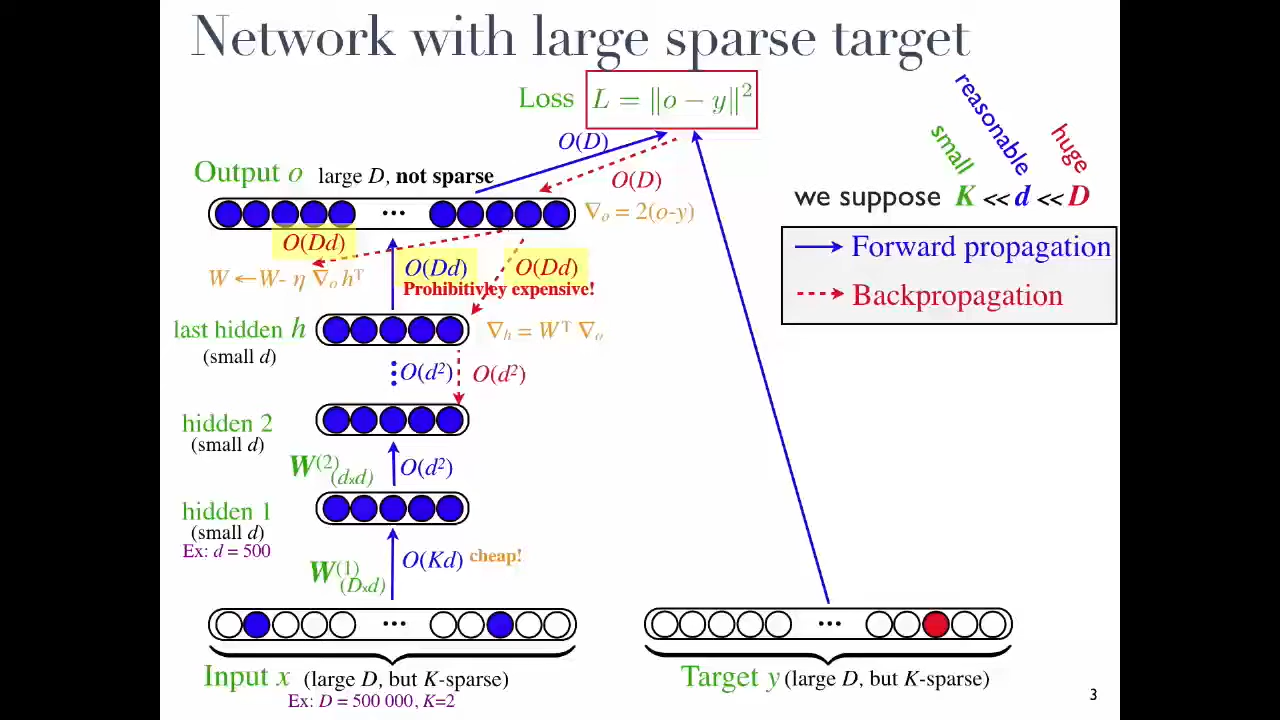 Network with large sparse target
Loss L = ‖o − y‖²
small reasonable huge
we suppose K << d << D
Forward propagation
Backpropagation
O(D)
O(D)
Output o large D, not sparse
...
∇ₒ = 2(o-y)
O(Dd)
W ←W- η ∇ₒ hᵀ
O(Dd)
O(Dd)
Prohibitivley expensive!
last hidden h
(small d)
∇ₕ = Wᵀ ∇ₒ
O(d²)
O(d²)
hidden 2
(small d)
W⁽²⁾(dxd)
O(d²)
hidden 1
(small d)
Ex: d = 500
W⁽¹⁾(Dxd)
O(Kd) cheap!
...
...
Input x (large D, but K-sparse)
Ex: D = 500 000, K=2
Target y (large D, but K-sparse)
3